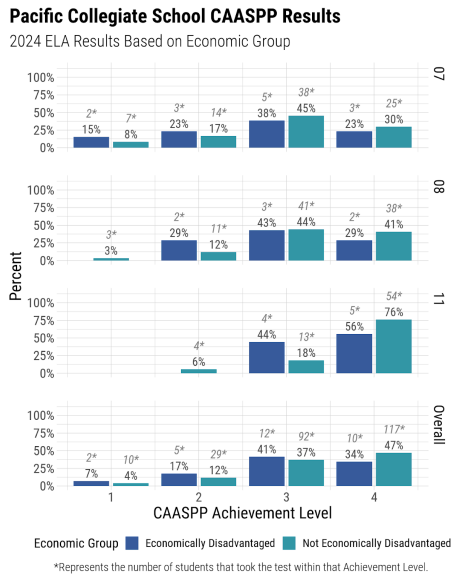 Pacific Collegiate School CAASPP Results
2024 ELA Results Based on Economic Group
07
100%
75%
50%
25%
0%
2* 7* 3* 14* 5* 38* 3* 25*
15% 8% 23% 17% 38% 45% 23% 30%
08
100%
75%
50%
25%
0%
3* 2* 11* 3* 41* 2* 38*
3% 29% 12% 43% 44% 29% 41%
11
100%
75%
50%
25%
0%
4* 4* 13* 5* 54*
6% 44% 18% 56% 76%
Overall
100%
75%
50%
25%
0%
2* 10* 5* 29* 12* 92* 10* 117*
7% 4% 17% 12% 41% 37% 34% 47%
Percent
1 2 3 4
CAASPP Achievement Level
Economic Group Economically Disadvantaged Not Economically Disadvantaged
*Represents the number of students that took the test within that Achievement Level.